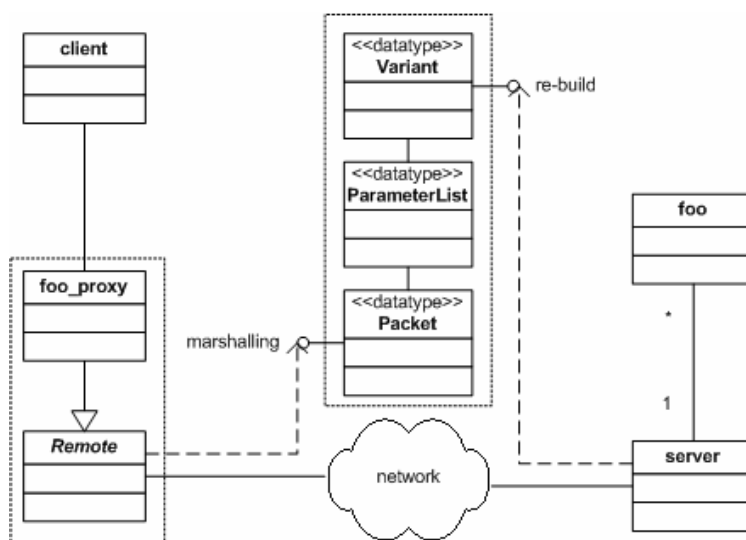 client
<<datatype>>
Variant
re-build
<<datatype>>
ParameterList
foo
foo_proxy
<<datatype>>
Packet
marshalling
*
1
Remote
network
server